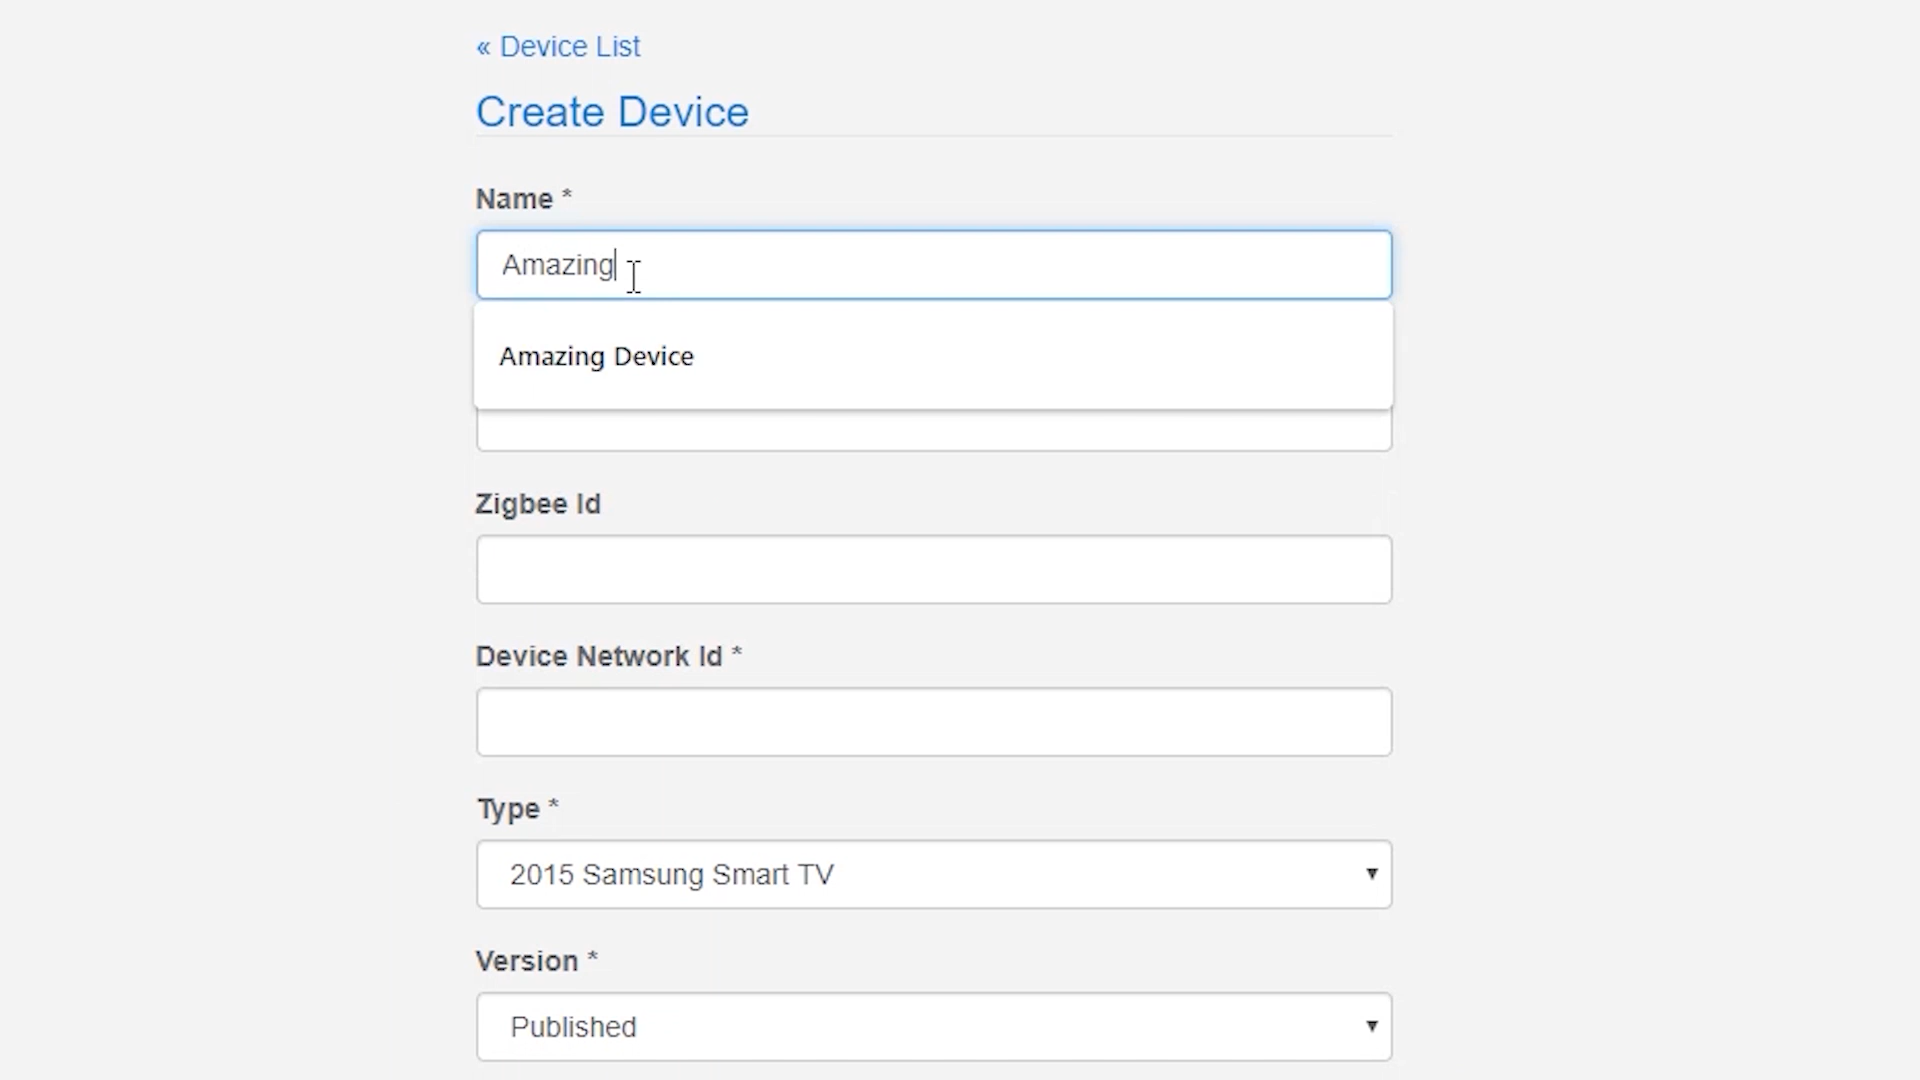 « Device List
Create Device
Name *
Amazing
Amazing Device
Zigbee Id
Device Network Id *
Type *
2015 Samsung Smart TV
Version *
Published